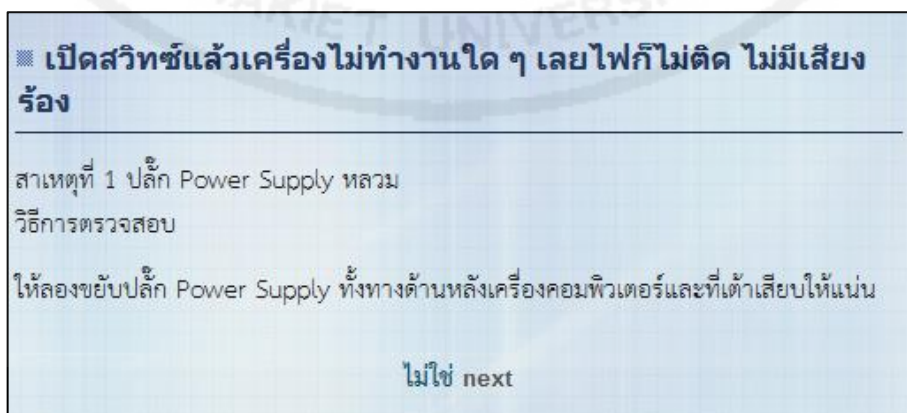 UNIVERS
เปิดสวิทซ์แล้วเครื่องไม่ทำงานใด ๆ เลยไฟก็ไม่ติด ไม่มีเสียง
ร้อง
สาเหตุที่ 1 ปลั๊ก Power Supply หลวม
วิธีการตรวจสอบ
ให้ลองขยับปลั๊ก Power Supply ทั้งทางด้านหลังเครื่องคอมพิวเตอร์และที่เต้าเสียบให้แน่น
ไม่ใช่ next